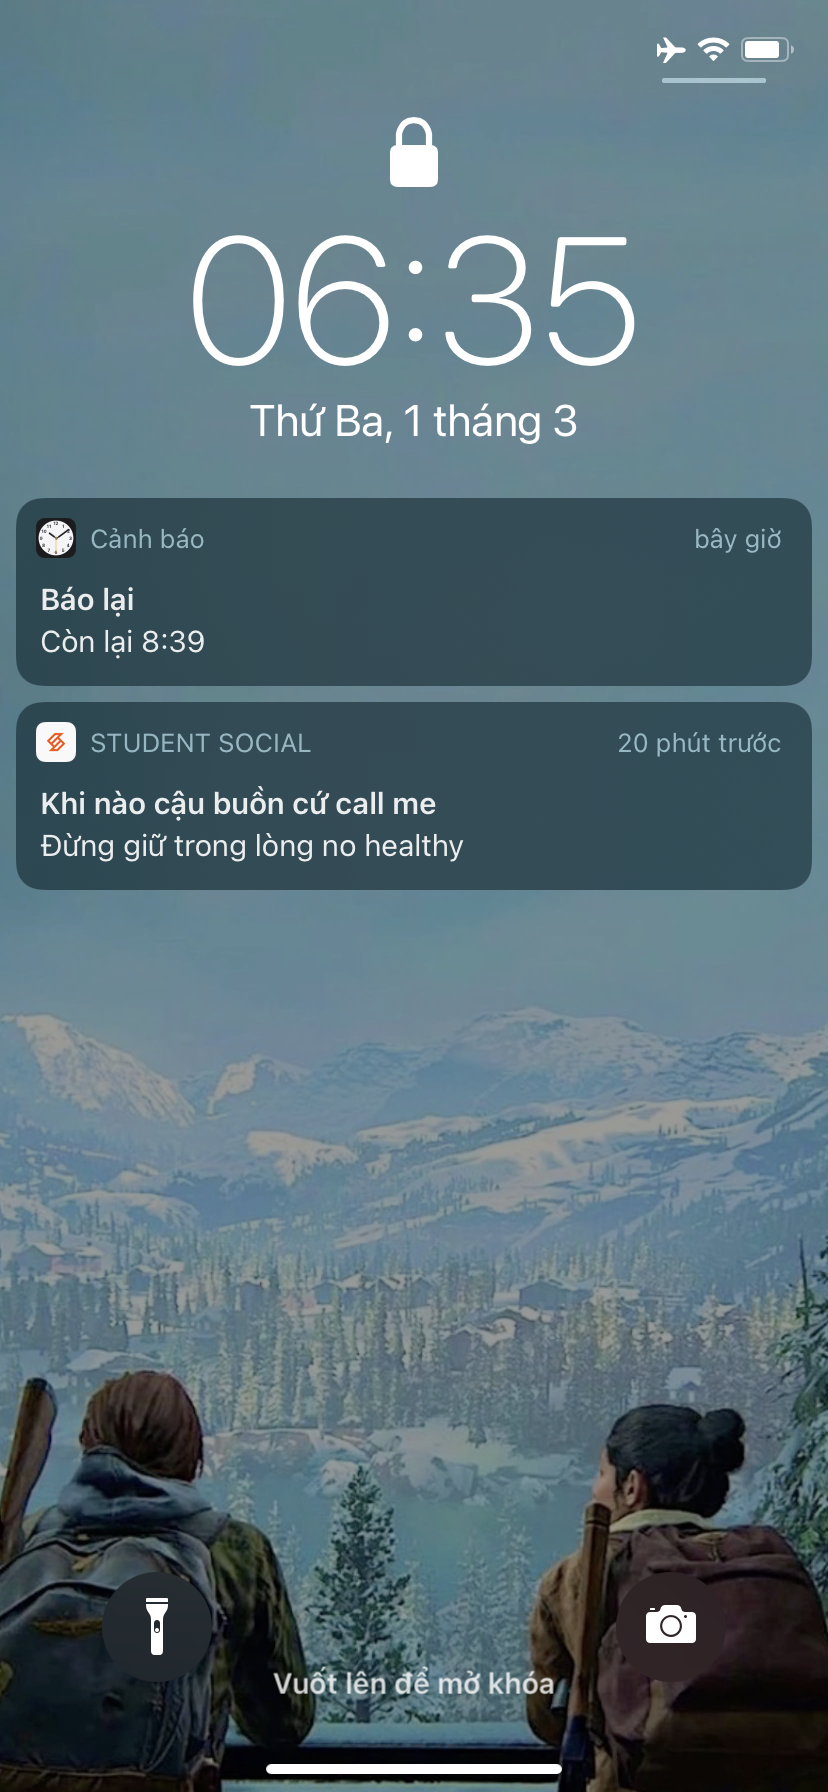 06:35
Thứ Ba, 1 tháng 3
Cảnh báo bây giờ
Báo lại
Còn lại 8:39
STUDENT SOCIAL 20 phút trước
Khi nào cậu buồn cứ call me
Đừng giữ trong lòng no healthy
Vuốt lên để mở khóa